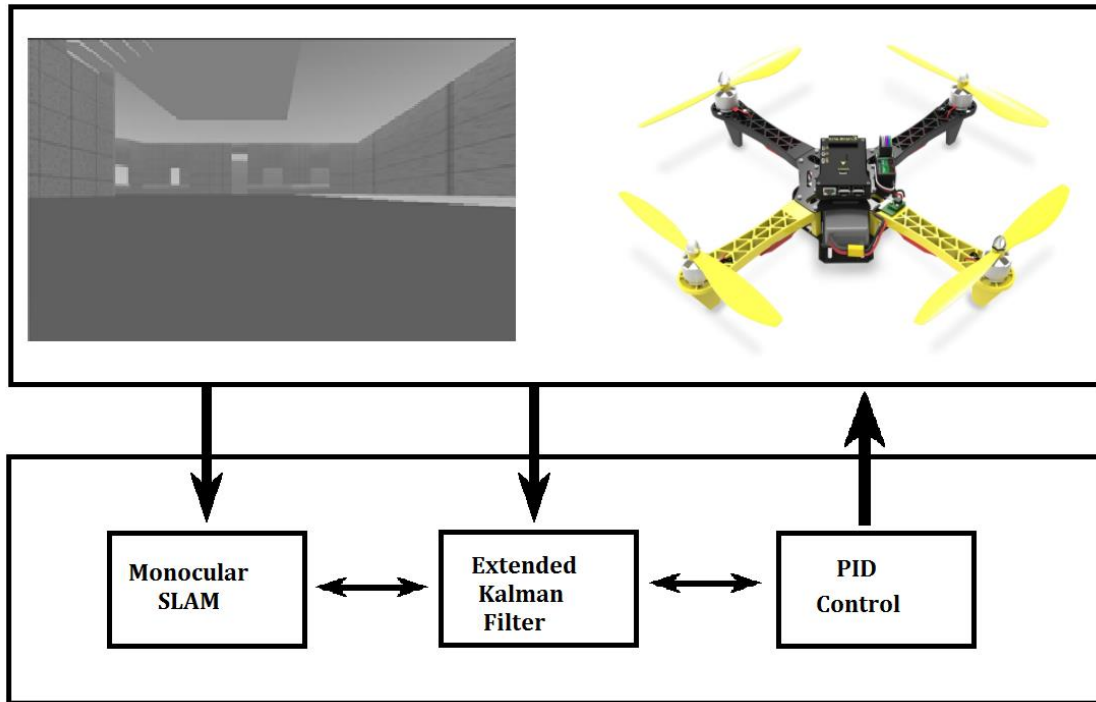 Monocular
SLAM
Extended
Kalman
Filter
PID
Control